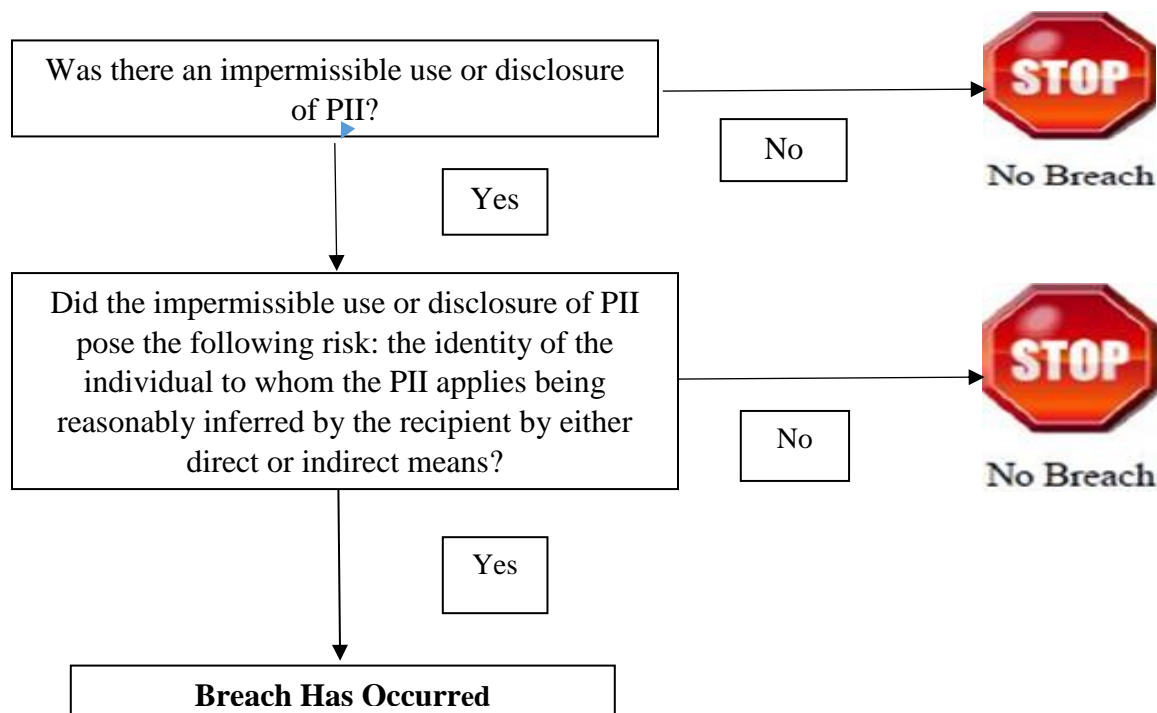 Was there an impermissible use or disclosure
of PII?
STOP
No
No Breach
Yes
Did the impermissible use or disclosure of PII
pose the following risk: the identity of the
individual to whom the PII applies being
reasonably inferred by the recipient by either
direct or indirect means?
STOP
No
No Breach
Yes
Breach Has Occurred